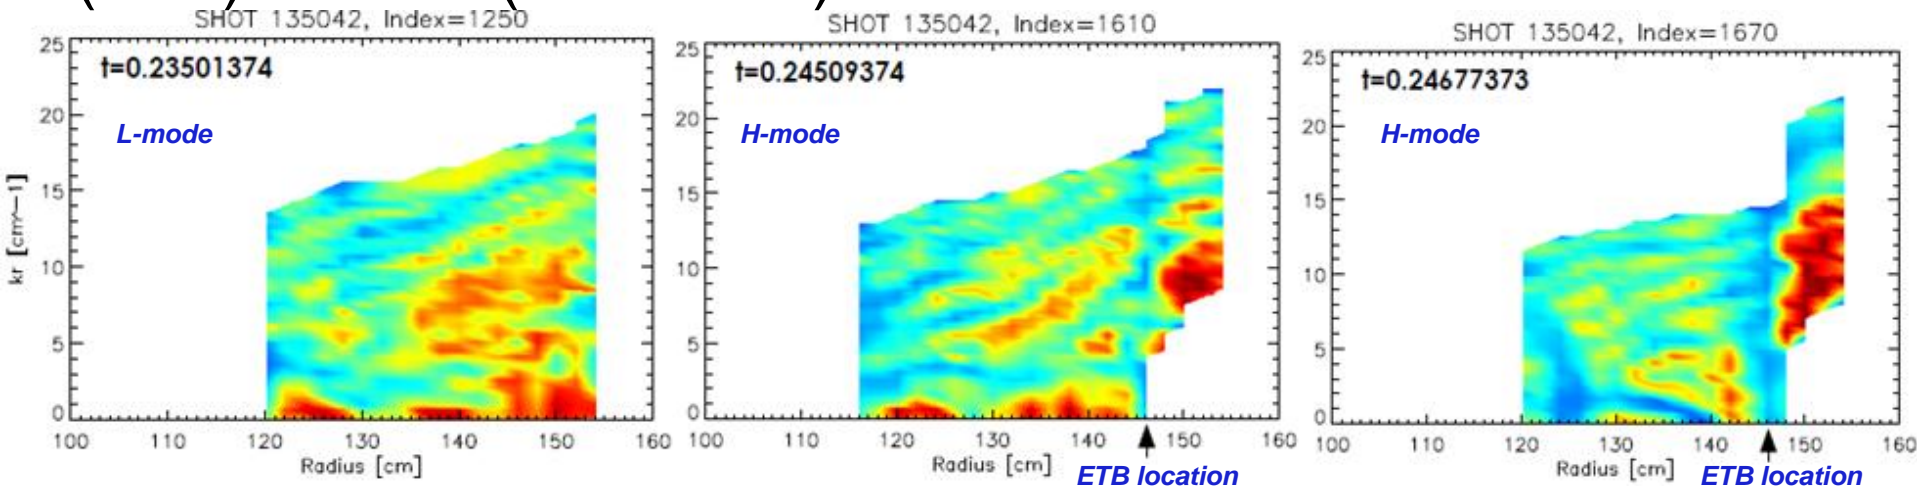 SHOT 135042, Index=1250
t=0.23501374
L-mode
25
20
15
10
5
0
kr [cm^-1]
100 110 120 130 140 150 160
Radius [cm]
SHOT 135042, Index=1610
t=0.24509374
H-mode
25
20
15
10
5
0
100 110 120 130 140 150 160
Radius [cm]
ETB location
SHOT 135042, Index=1670
t=0.24677373
H-mode
25
20
15
10
5
0
100 110 120 130 140 150 160
Radius [cm]
ETB location